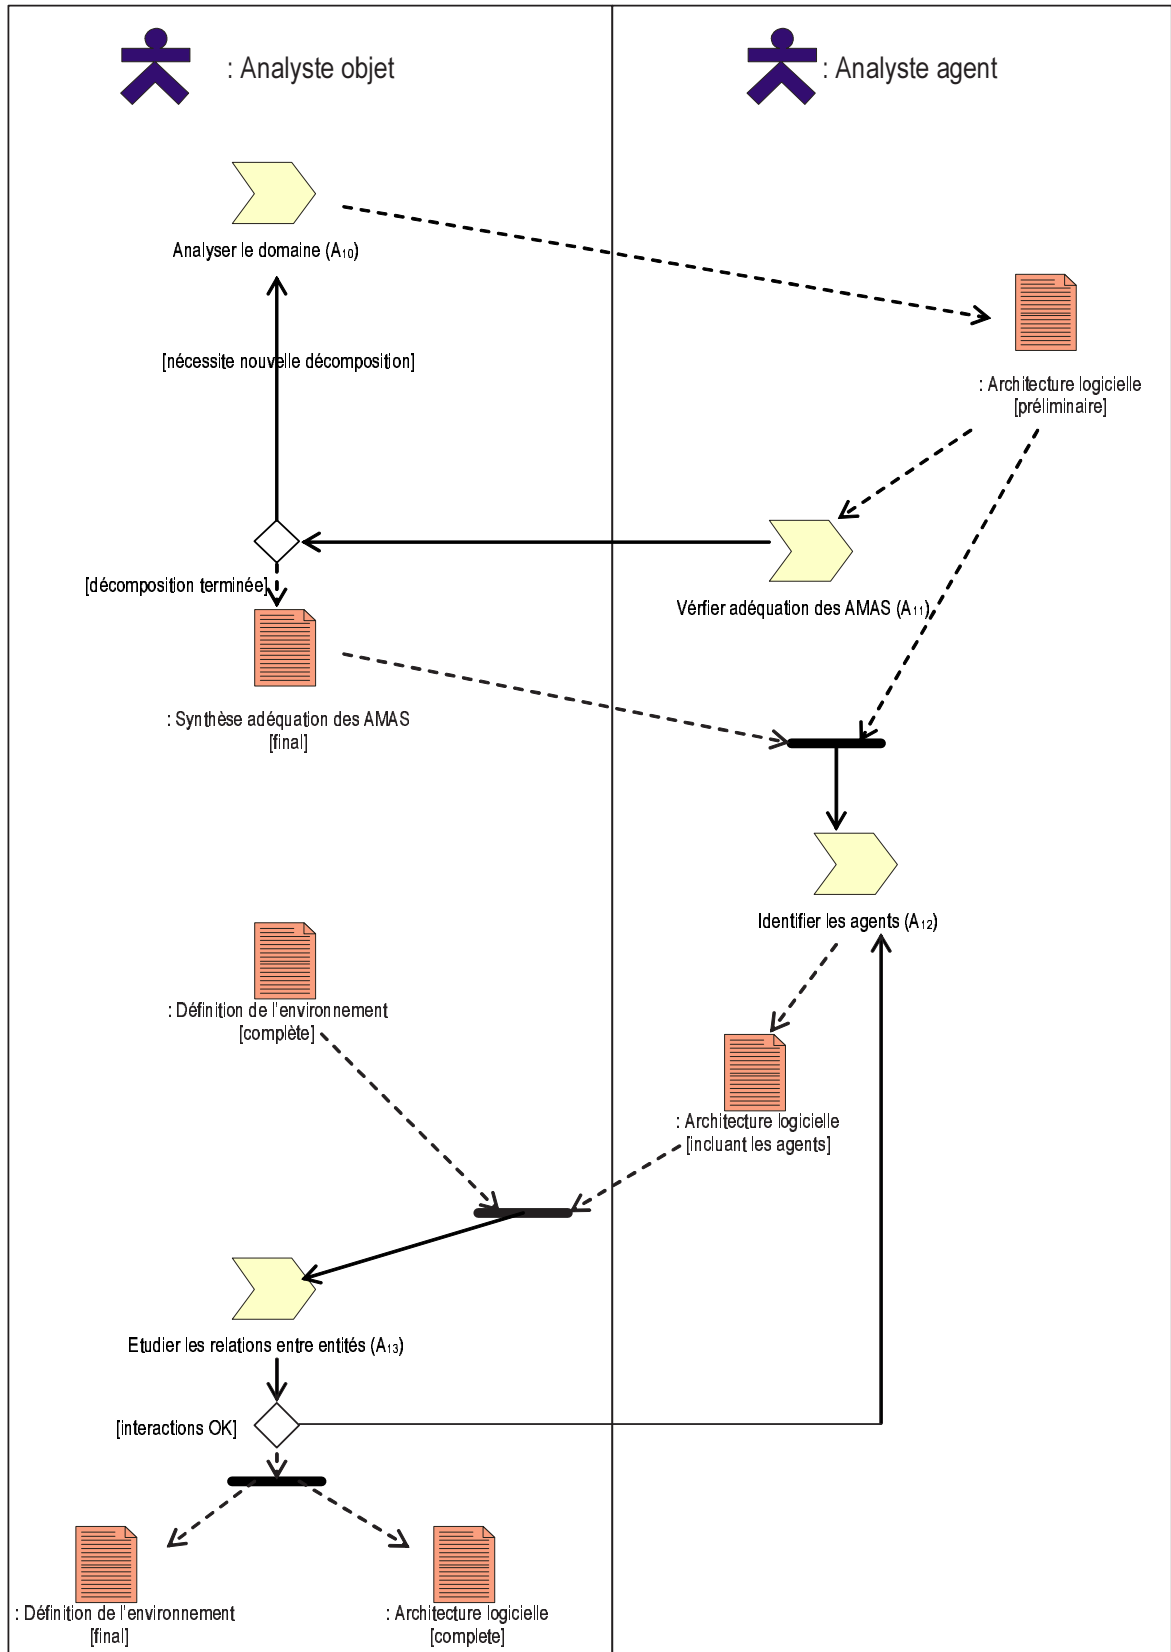 : Analyste objet
: Analyste agent
Analyser le domaine (A₁₀)
[nécessite nouvelle décomposition]
: Architecture logicielle
[préliminaire]
[décomposition terminée]
Vérfier adéquation des AMAS (A₁₁)
: Synthèse adéquation des AMAS
[final]
Identifier les agents (A₁₂)
: Définition de l'environnement
[complète]
: Architecture logicielle
[incluant les agents]
Etudier les relations entre entités (A₁₃)
[interactions OK]
: Définition de l'environnement
[final]
: Architecture logicielle
[complete]